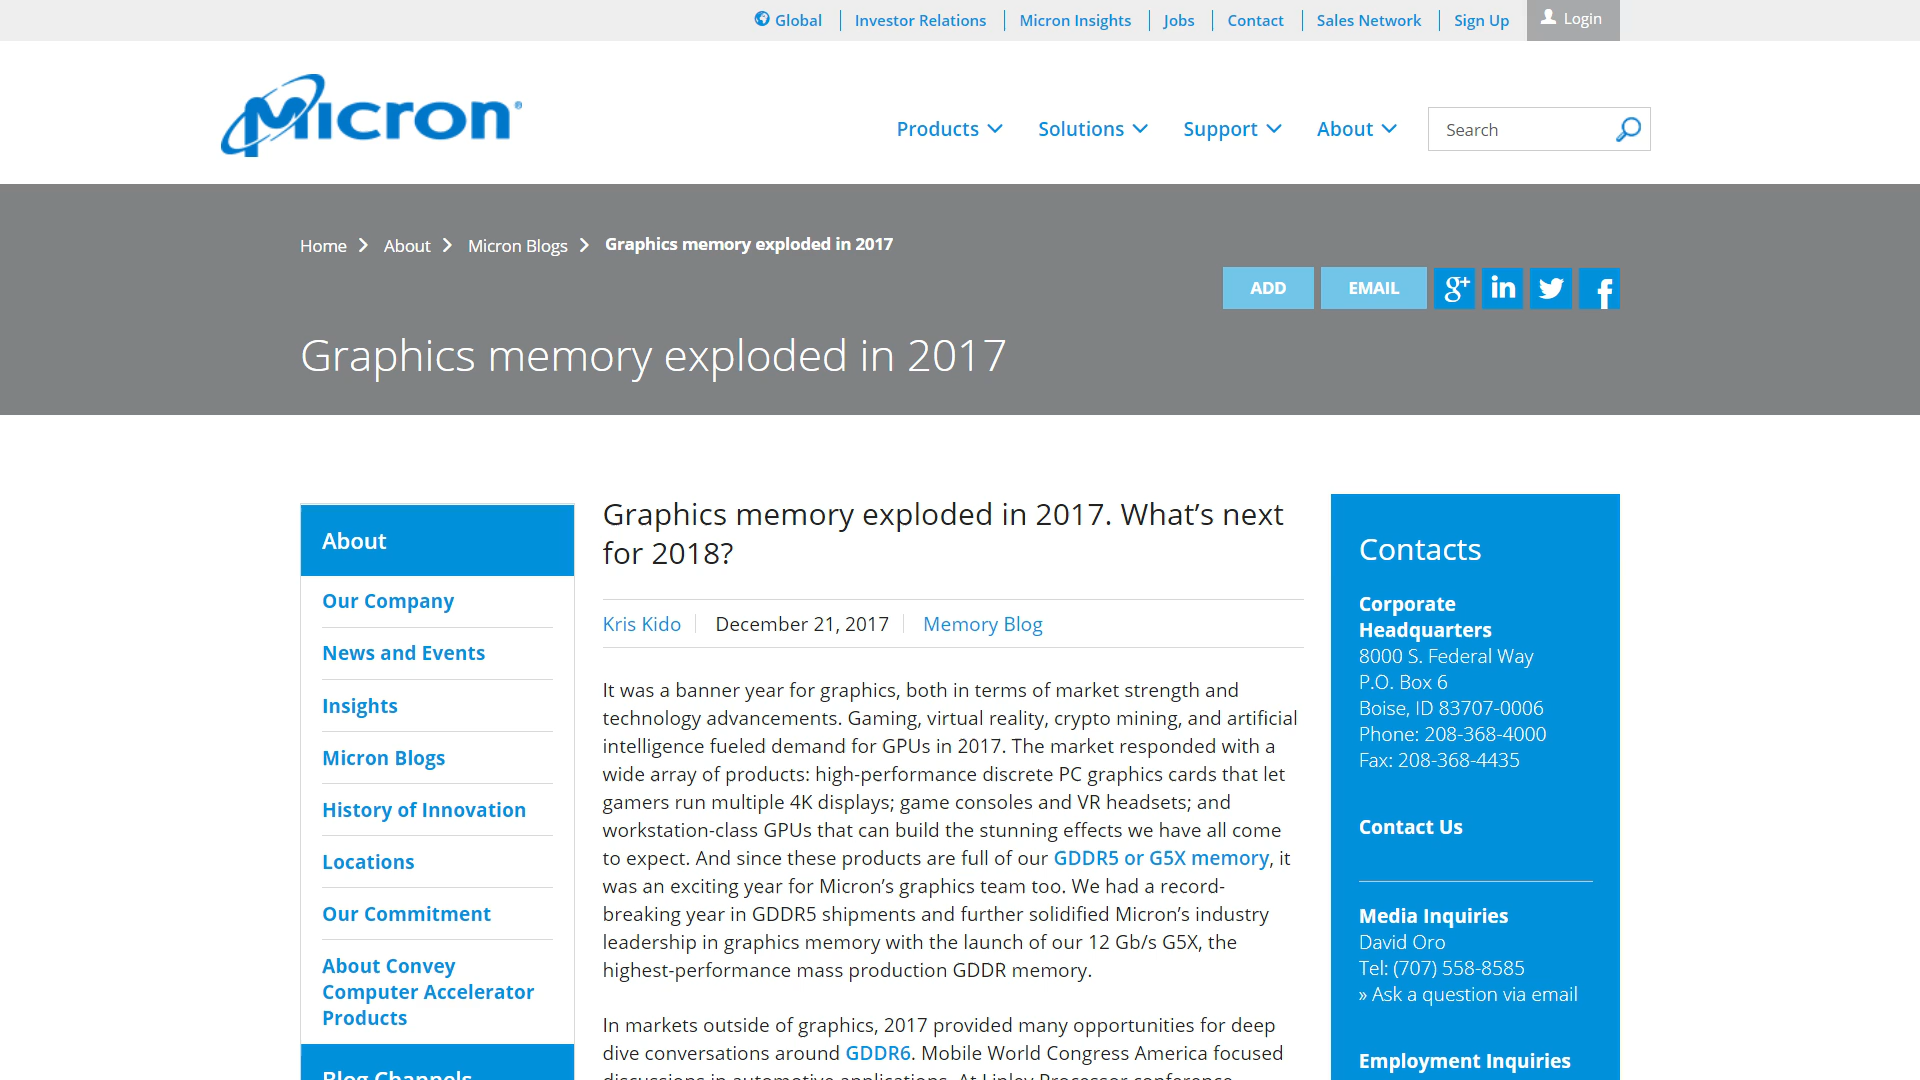 Global
Investor Relations
Micron Insights
Jobs
Contact
Sales Network
Sign Up
Login
Micron®
Products
Solutions
Support
About
Search
Home
About
Micron Blogs
Graphics memory exploded in 2017
ADD
EMAIL
g+
in
f
Graphics memory exploded in 2017
About
Our Company
News and Events
Insights
Micron Blogs
History of Innovation
Locations
Our Commitment
About Convey
Computer Accelerator
Products
Blog Channels
Graphics memory exploded in 2017. What’s next
for 2018?
Kris Kido
December 21, 2017
Memory Blog
It was a banner year for graphics, both in terms of market strength and
technology advancements. Gaming, virtual reality, crypto mining, and artificial
intelligence fueled demand for GPUs in 2017. The market responded with a
wide array of products: high-performance discrete PC graphics cards that let
gamers run multiple 4K displays; game consoles and VR headsets; and
workstation-class GPUs that can build the stunning effects we have all come
to expect. And since these products are full of our GDDR5 or G5X memory, it
was an exciting year for Micron’s graphics team too. We had a record-
breaking year in GDDR5 shipments and further solidified Micron’s industry
leadership in graphics memory with the launch of our 12 Gb/s G5X, the
highest-performance mass production GDDR memory.
In markets outside of graphics, 2017 provided many opportunities for deep
dive conversations around GDDR6. Mobile World Congress America focused
discussions in automotive applications. At Linley Processor conference
Contacts
Corporate
Headquarters
8000 S. Federal Way
P.O. Box 6
Boise, ID 83707-0006
Phone: 208-368-4000
Fax: 208-368-4435
Contact Us
Media Inquiries
David Oro
Tel: (707) 558-8585
» Ask a question via email
Employment Inquiries